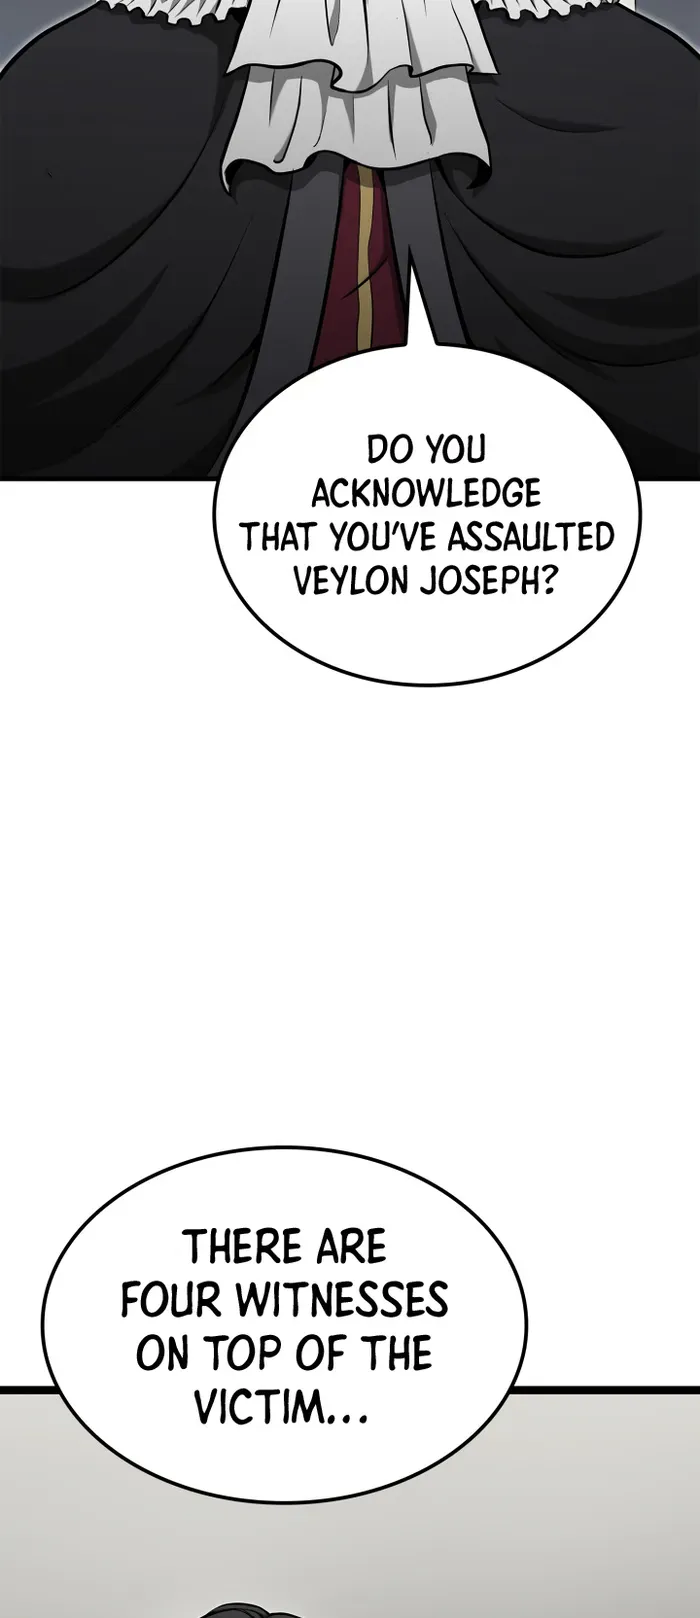 DO YOU
ACKNOWLEDGE
THAT YOU'VE ASSAULTED
VEYLON JOSEPH?
THERE ARE
FOUR WITNESSES
ON TOP OF THE
VICTIM...